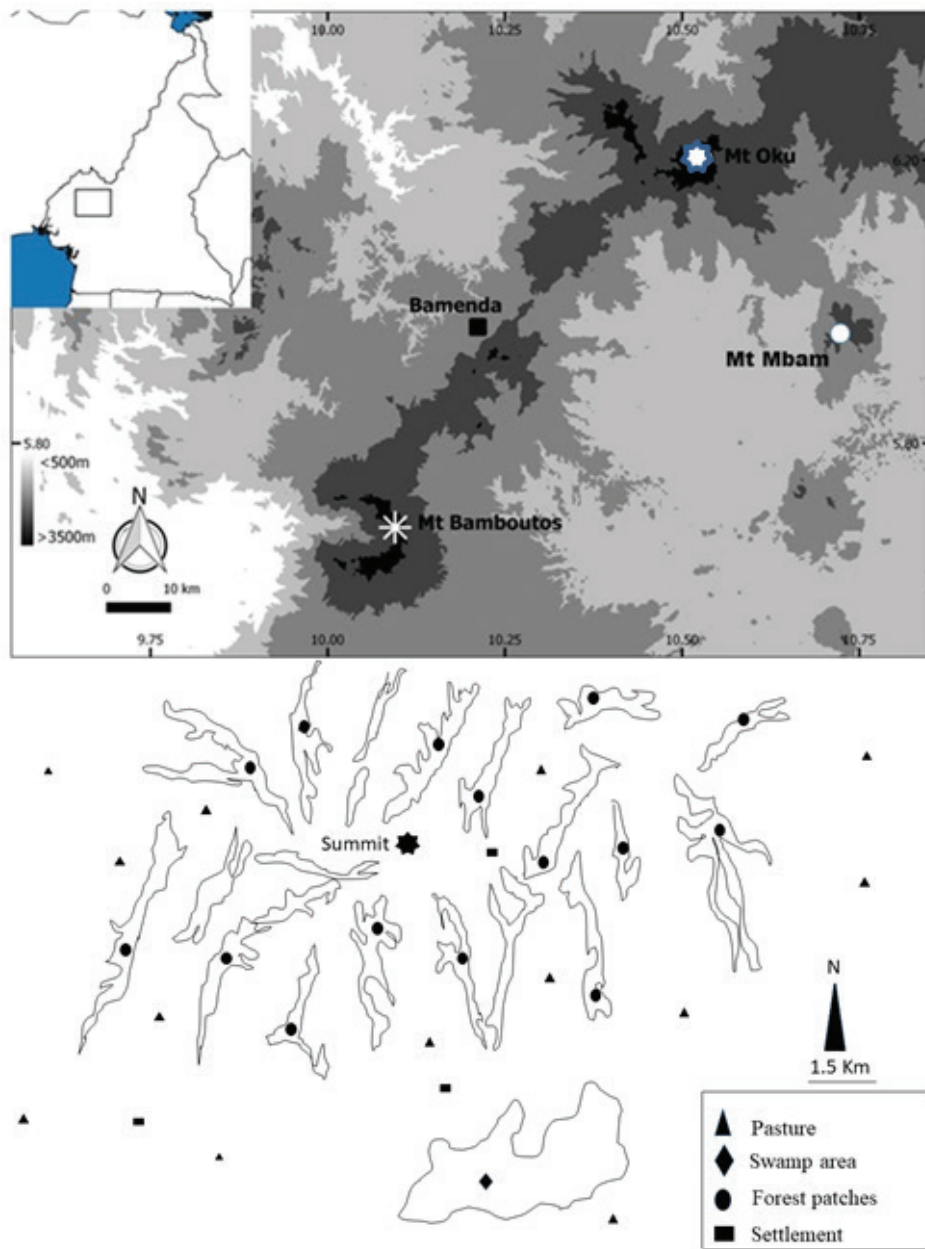 10.00 10.25 10.50 10.75
Mt Oku
6.20
Bamenda
Mt Mbam
5.80 5.80
<500m
>3500m
N
Mt Bamboutos
0 10 km
9.75 10.00 10.25 10.50 10.75
Summit
N
1.5 Km
Pasture
Swamp area
Forest patches
Settlement